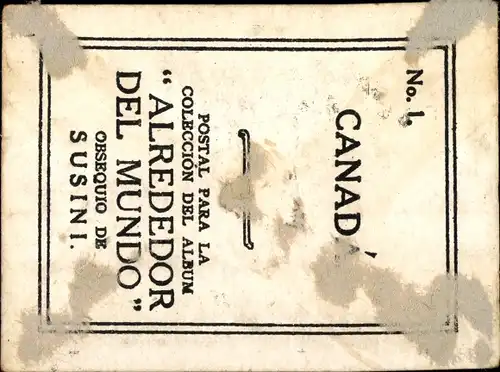 No. 1.
CANADÁ
POSTAL PARA LA
COLECCIÓN DEL ALBUM
“ALREDEDOR
DEL MUNDO”
OBSEQUIO DE
SUSINI.